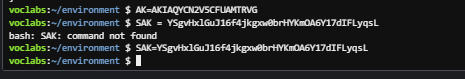 voclabs:~/environment $ AK=AKIAQYCN2V5CFUAMTRVG
voclabs:~/environment $ SAK = YSgvHxlGuJ16f4jkgxw0brHYKmOA6Y17dIFLyqsL
bash: SAK: command not found
voclabs:~/environment $ SAK=YSgvHxlGuJ16f4jkgxw0brHYKmOA6Y17dIFLyqsL
voclabs:~/environment $